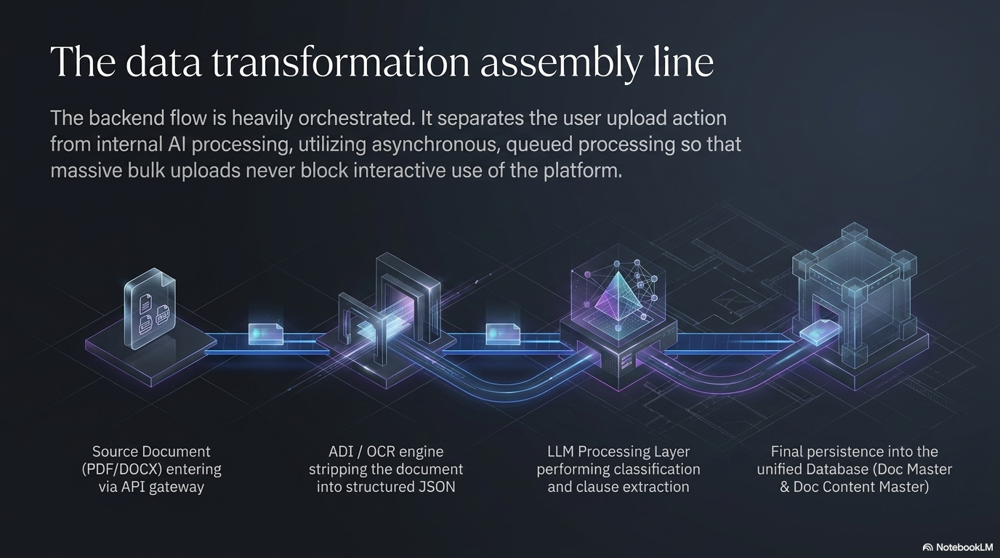 The data transformation assembly line
The backend flow is heavily orchestrated. It separates the user upload action
from internal AI processing, utilizing asynchronous, queued processing so that
massive bulk uploads never block interactive use of the platform.
Source Document
(PDF/DOCX) entering
via API gateway
ADI / OCR engine
stripping the document
into structured JSON
LLM Processing Layer
performing classification
and clause extraction
Final persistence into the
unified Database (Doc Master
& Doc Content Master)
NotebookLM